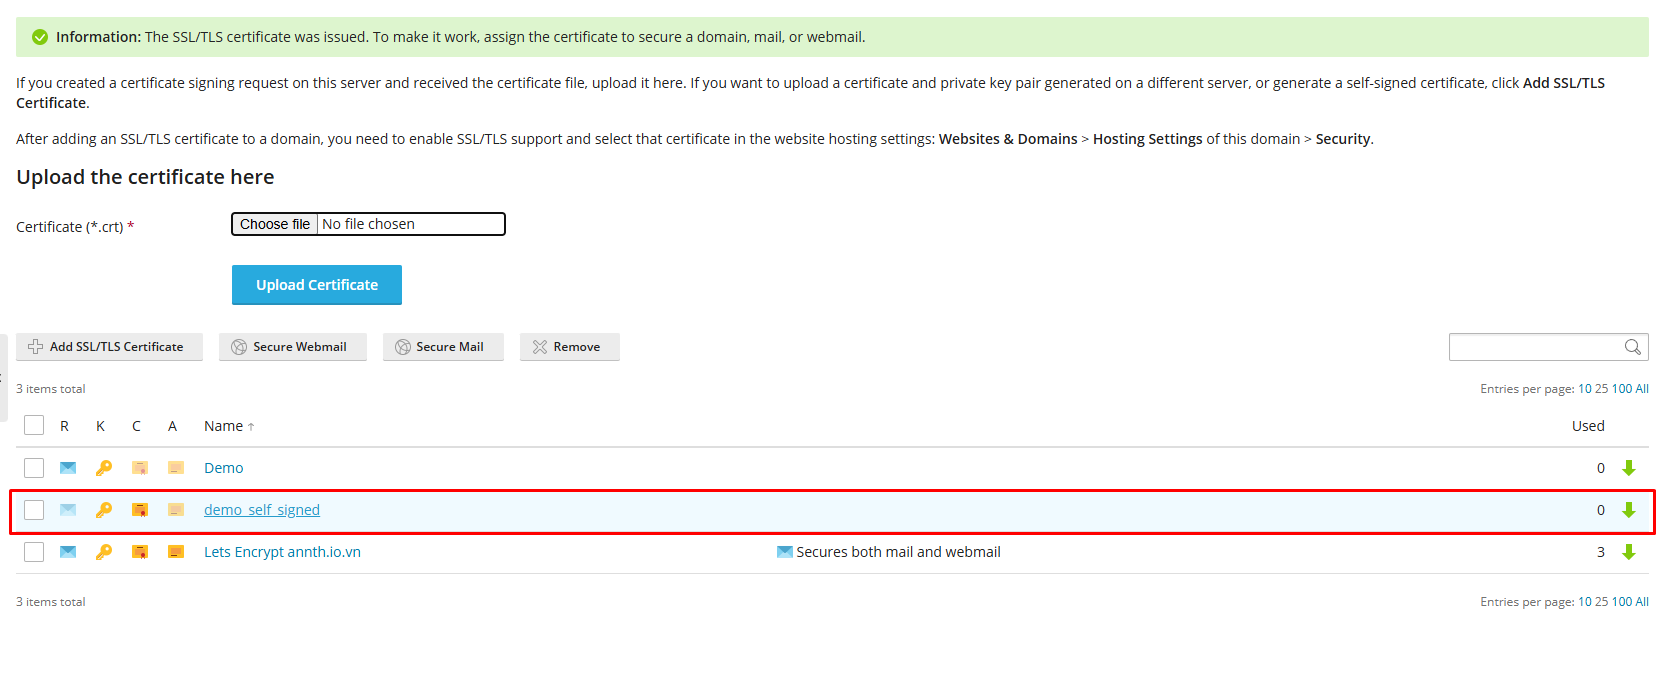 Information: The SSL/TLS certificate was issued. To make it work, assign the certificate to secure a domain, mail, or webmail.
If you created a certificate signing request on this server and received the certificate file, upload it here. If you want to upload a certificate and private key pair generated on a different server, or generate a self-signed certificate, click Add SSL/TLS
Certificate.
After adding an SSL/TLS certificate to a domain, you need to enable SSL/TLS support and select that certificate in the website hosting settings: Websites & Domains > Hosting Settings of this domain > Security.
Upload the certificate here
Certificate (*.crt) * Choose file No file chosen
Upload Certificate
Add SSL/TLS Certificate Secure Webmail Secure Mail Remove
3 items total Entries per page: 10 25 100 All
R K C A Name ↑ Used
Demo 0
demo_self_signed 0
Lets Encrypt annth.io.vn Secures both mail and webmail 3
3 items total Entries per page: 10 25 100 All